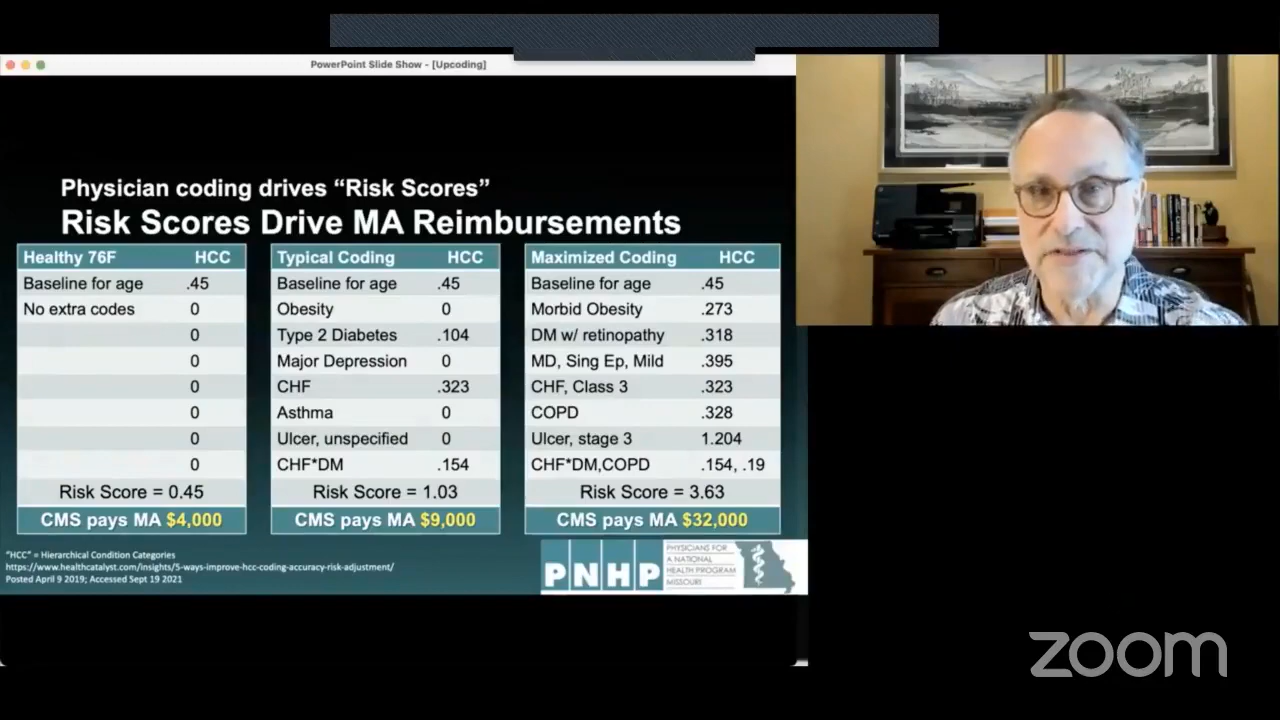 PowerPoint Slide Show - [Upcoding]
Physician coding drives “Risk Scores”
Risk Scores Drive MA Reimbursements
Healthy 76F HCC
Baseline for age .45
No extra codes 0
0
0
0
0
0
0
Risk Score = 0.45
CMS pays MA $4,000
Typical Coding HCC
Baseline for age .45
Obesity 0
Type 2 Diabetes .104
Major Depression 0
CHF .323
Asthma 0
Ulcer, unspecified 0
CHF*DM .154
Risk Score = 1.03
CMS pays MA $9,000
Maximized Coding HCC
Baseline for age .45
Morbid Obesity .273
DM w/ retinopathy .318
MD, Sing Ep, Mild .395
CHF, Class 3 .323
COPD .328
Ulcer, stage 3 1.204
CHF*DM,COPD .154, .19
Risk Score = 3.63
CMS pays MA $32,000
“HCC” = Hierarchical Condition Categories
https://www.healthcatalyst.com/insights/5-ways-improve-hcc-coding-accuracy-risk-adjustment/
Posted April 9 2019; Accessed Sept 19 2021
PNHP
PHYSICIANS FOR
A NATIONAL
HEALTH PROGRAM
MISSOURI
zoom